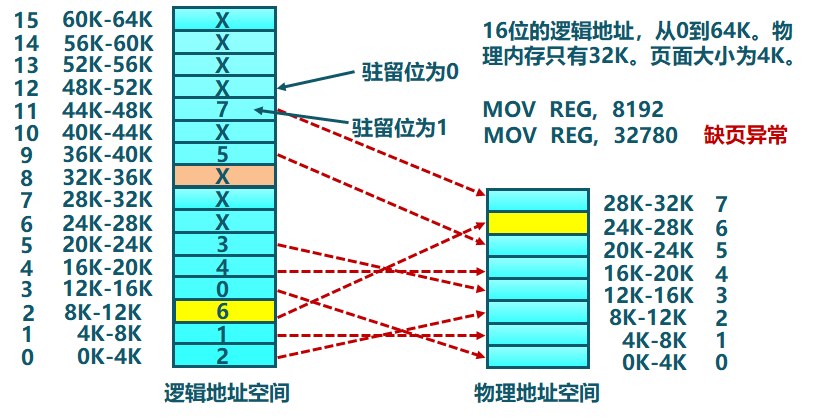 15 60K-64K X
14 56K-60K X
13 52K-56K X
12 48K-52K X
11 44K-48K 7
10 40K-44K X
9 36K-40K 5
8 32K-36K X
7 28K-32K X
6 24K-28K X
5 20K-24K 3
4 16K-20K 4
3 12K-16K 0
2 8K-12K 6
1 4K-8K 1
0 0K-4K 2
逻辑地址空间
驻留位为0
驻留位为1
16位的逻辑地址，从0到64K。物
理内存只有32K。页面大小为4K。
MOV REG, 8192
MOV REG, 32780 缺页异常
28K-32K 7
24K-28K 6
20K-24K 5
16K-20K 4
12K-16K 3
8K-12K 2
4K-8K 1
0K-4K 0
物理地址空间